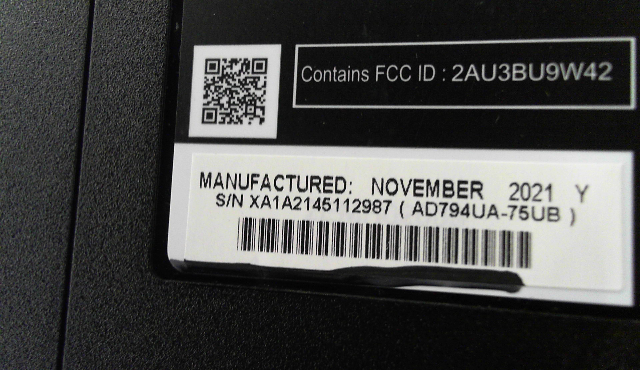 Contains FCC ID : 2AU3BU9W42
MANUFACTURED: NOVEMBER 2021 Y
S/N XA1A2145112987 ( AD794UA-75UB )